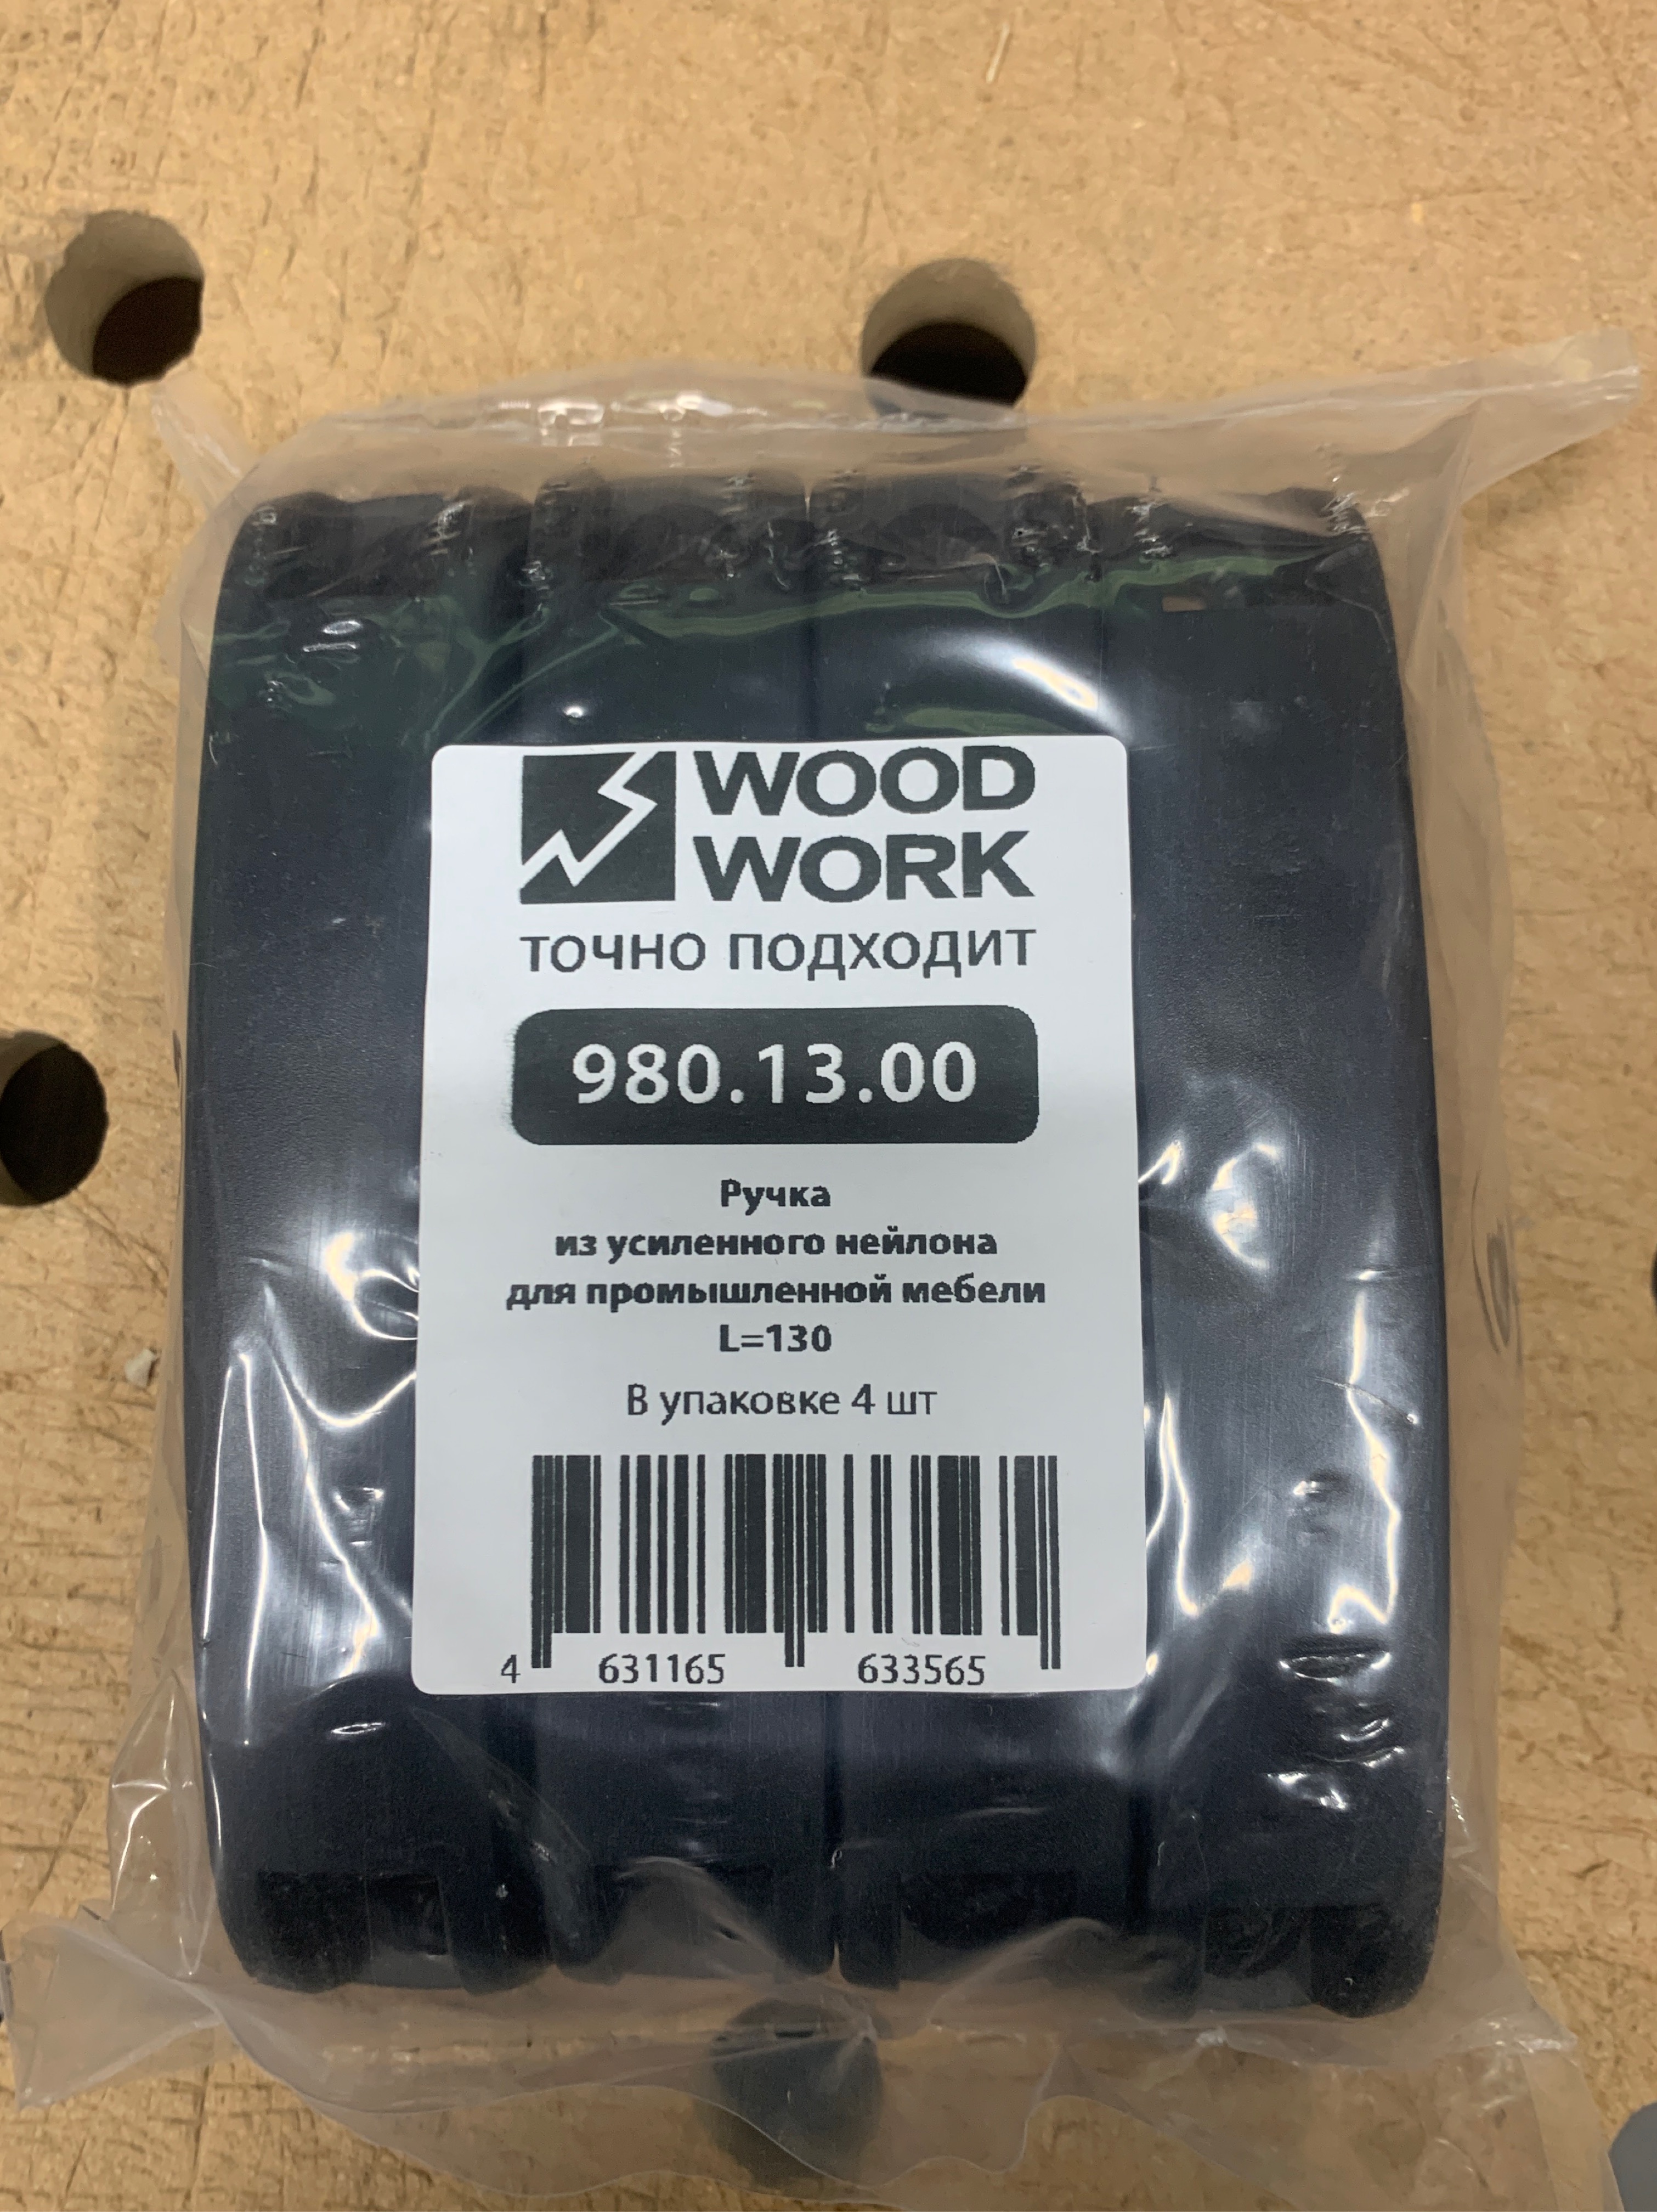 WOOD
WORK
ТОЧНО ПОДХОДИТ
980.13.00
Ручка
из усиленного нейлона
для промышленной мебели
L=130
В упаковке 4 шт
4 631165 633565